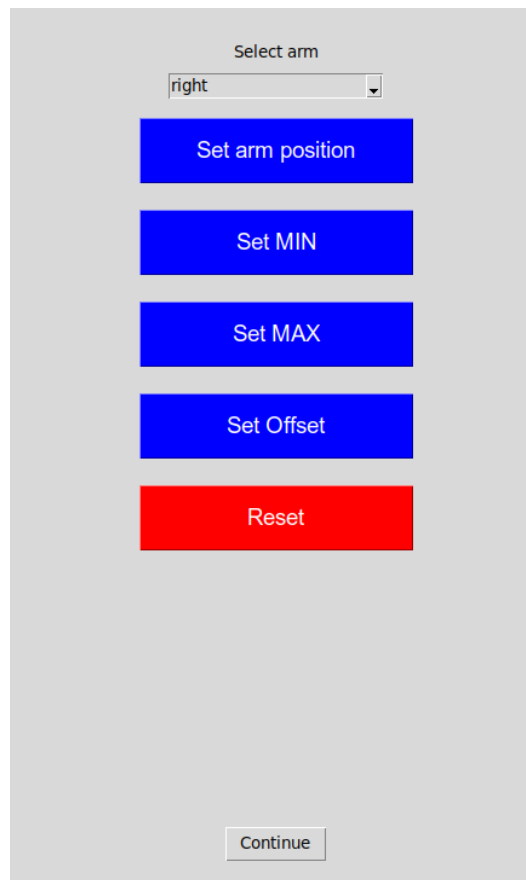 Select arm
right
Set arm position
Set MIN
Set MAX
Set Offset
Reset
Continue